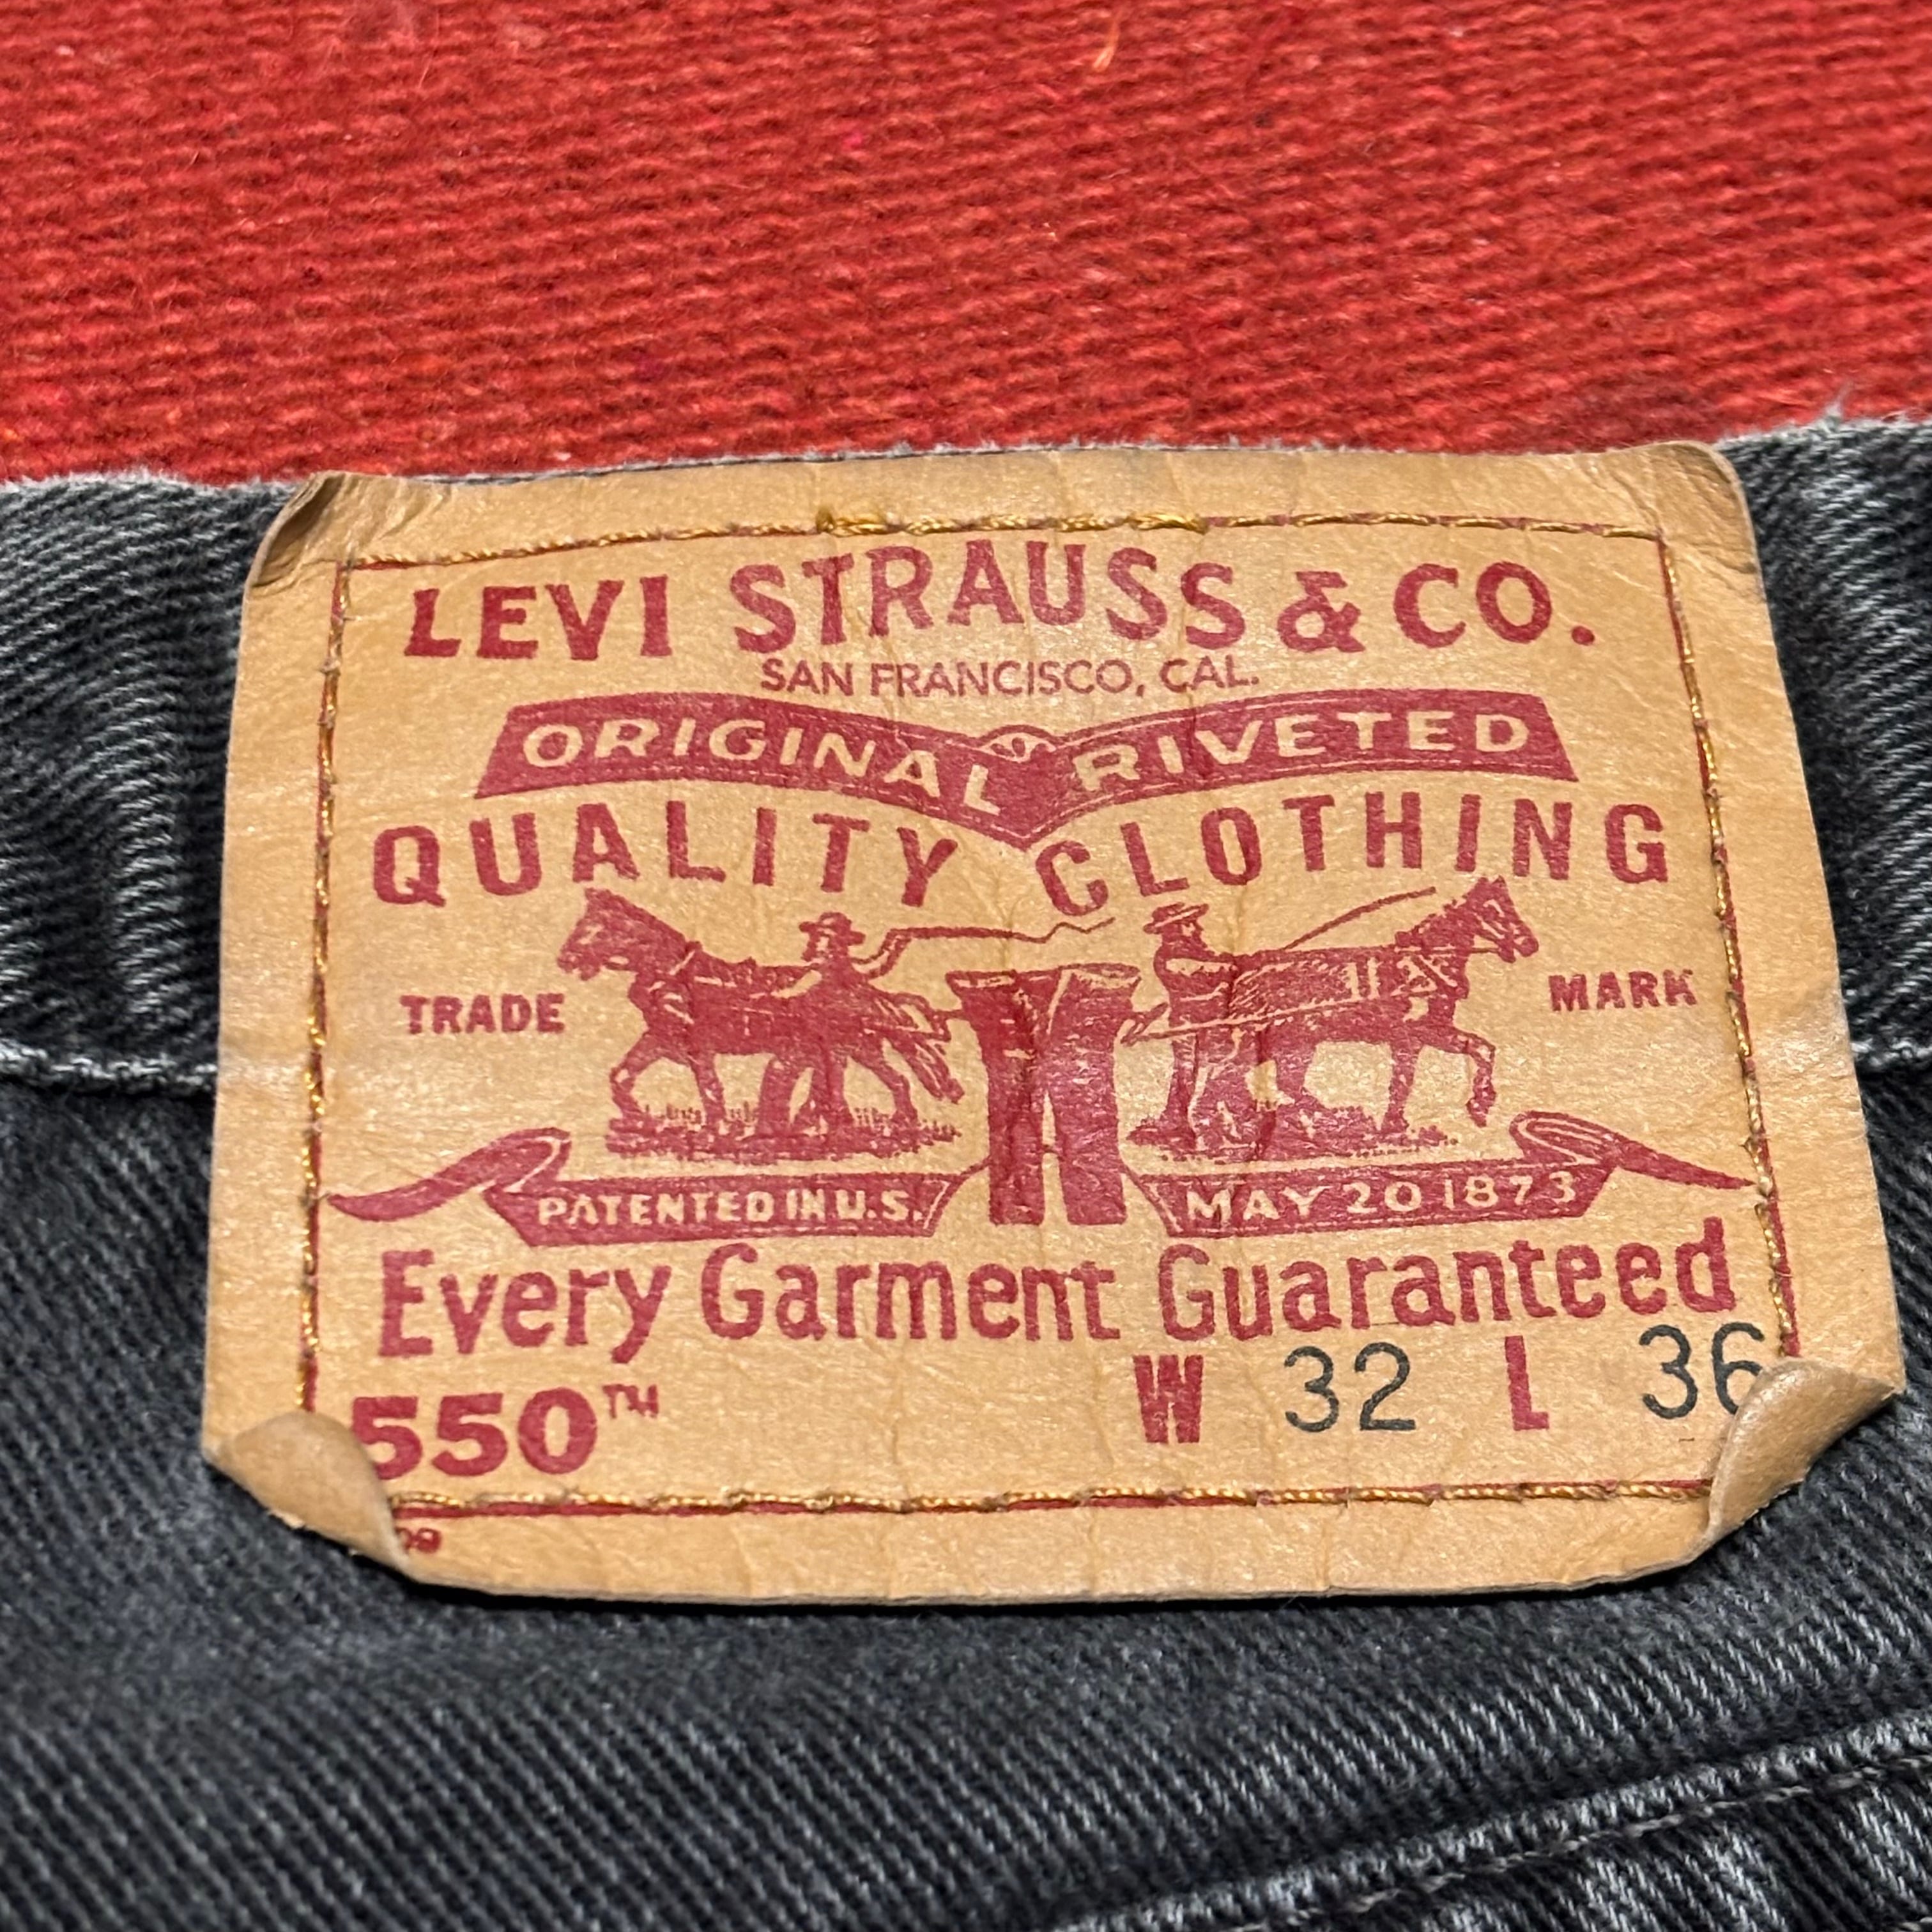 LEVI STRAUSS & CO.
SAN FRANCISCO, CAL.
ORIGINAL RIVETED
QUALITY CLOTHING
TRADE MARK
PATENTED IN U.S. MAY 20 1873
Every Garment Guaranteed
550™ W 32 L 36